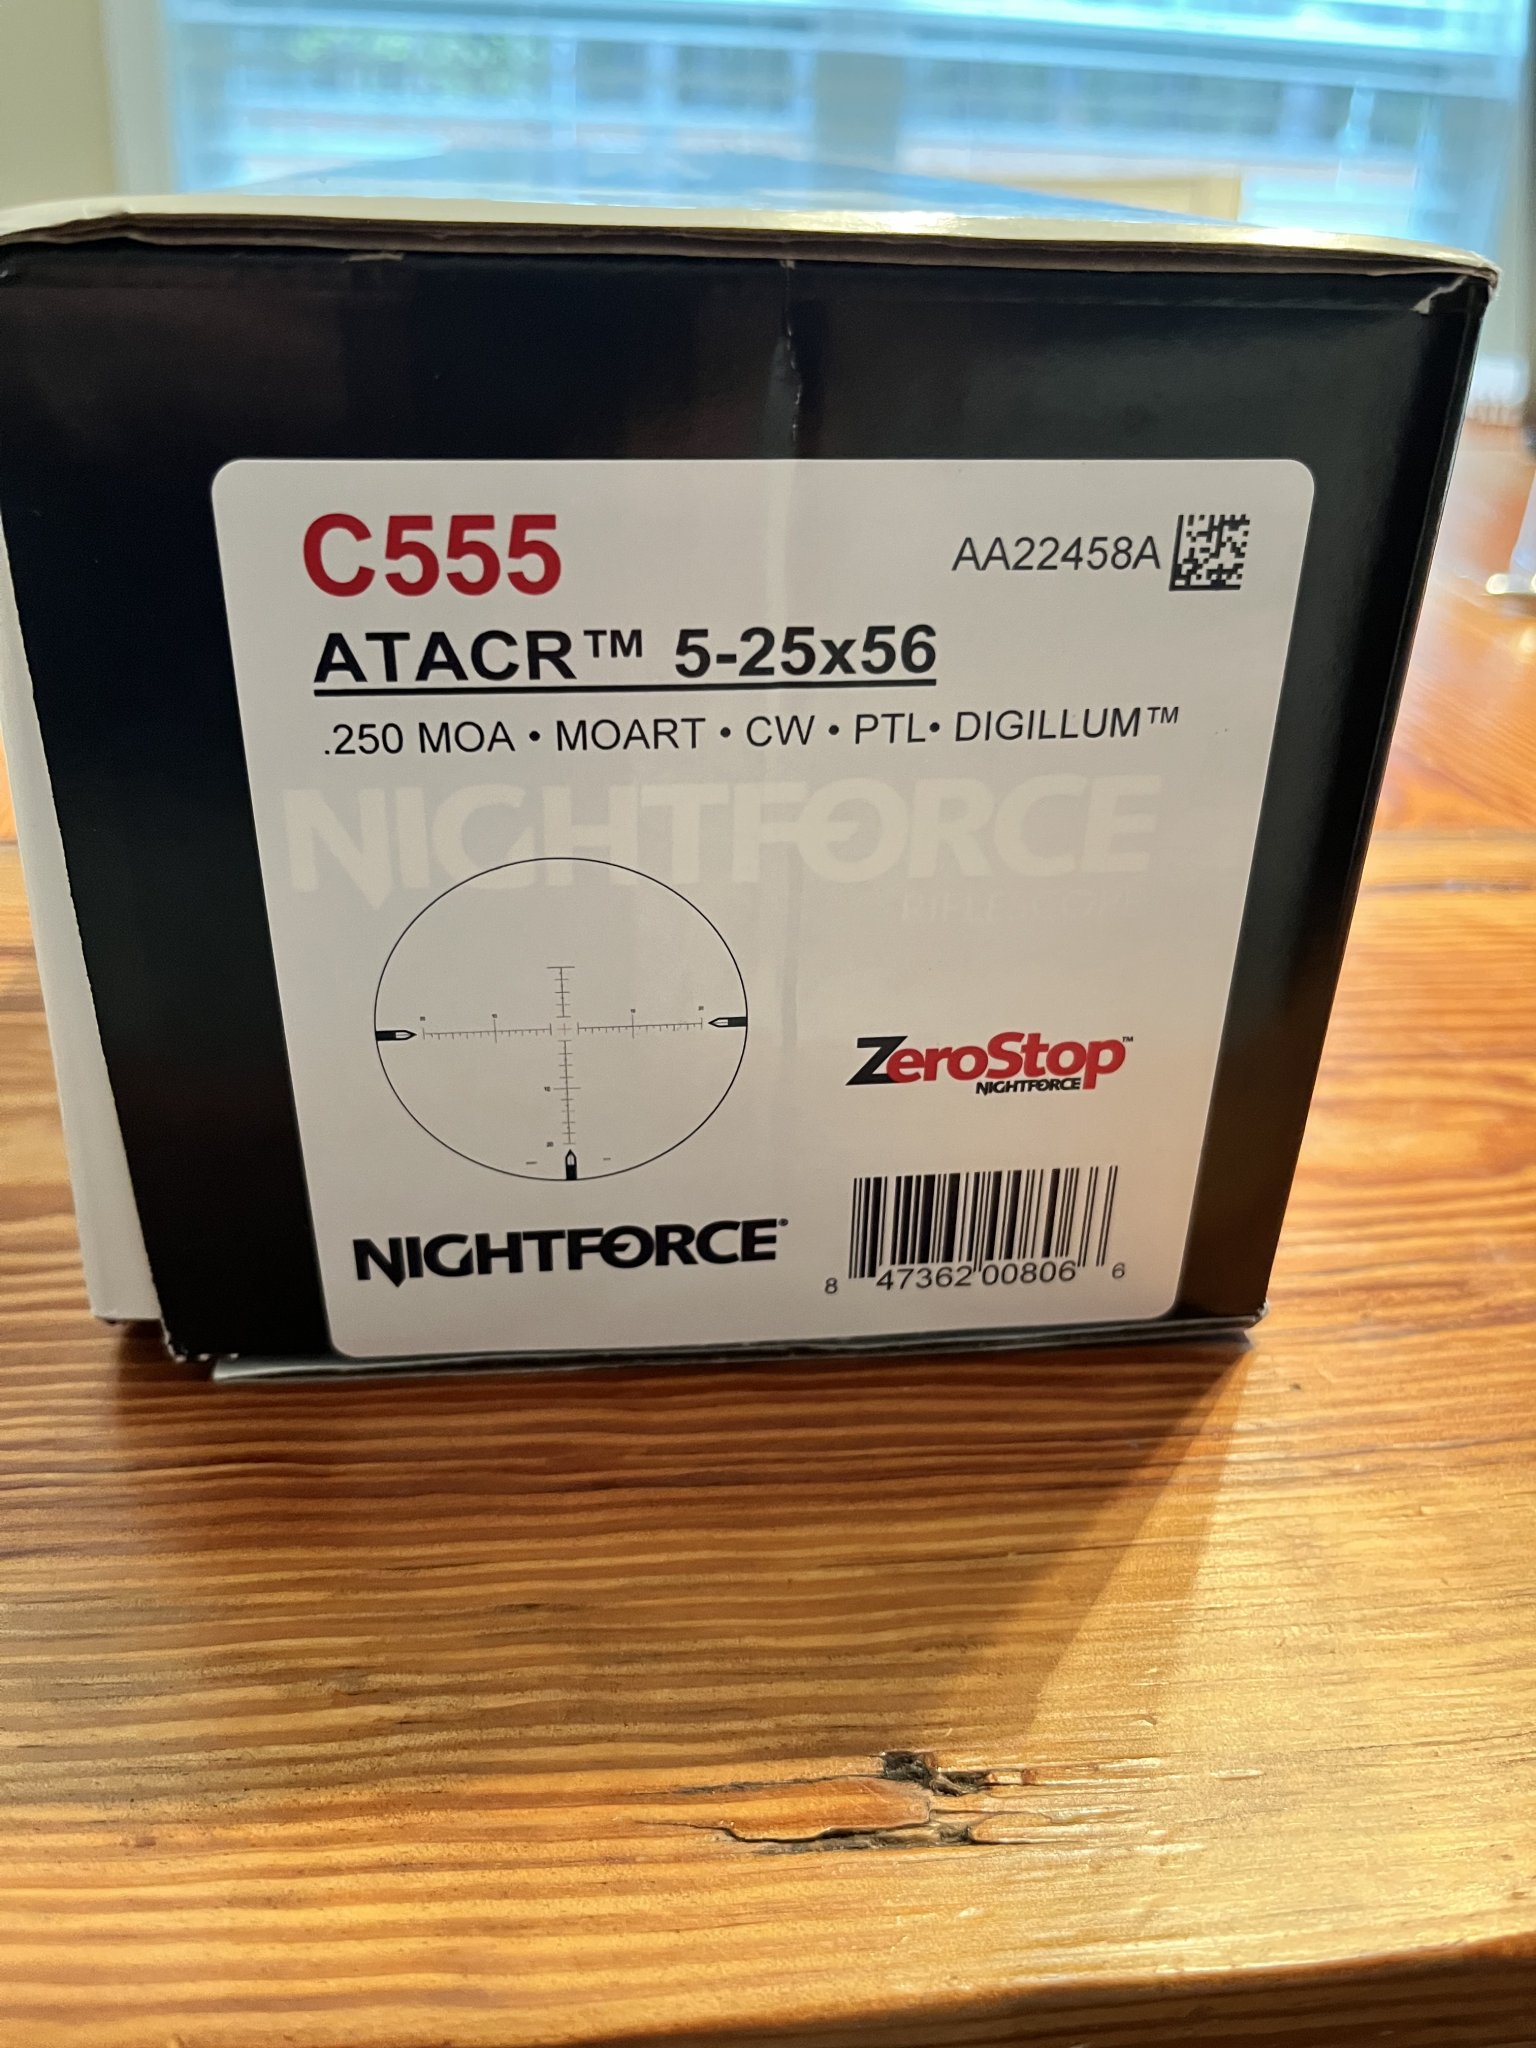 C555
AA22458A
ATACR™ 5-25x56
.250 MOA • MOART • CW • PTL• DIGILLUM™
NIGHTFORCE
ZeroStop™
NIGHTFORCE
NIGHTFORCE
8 47362 00806 6